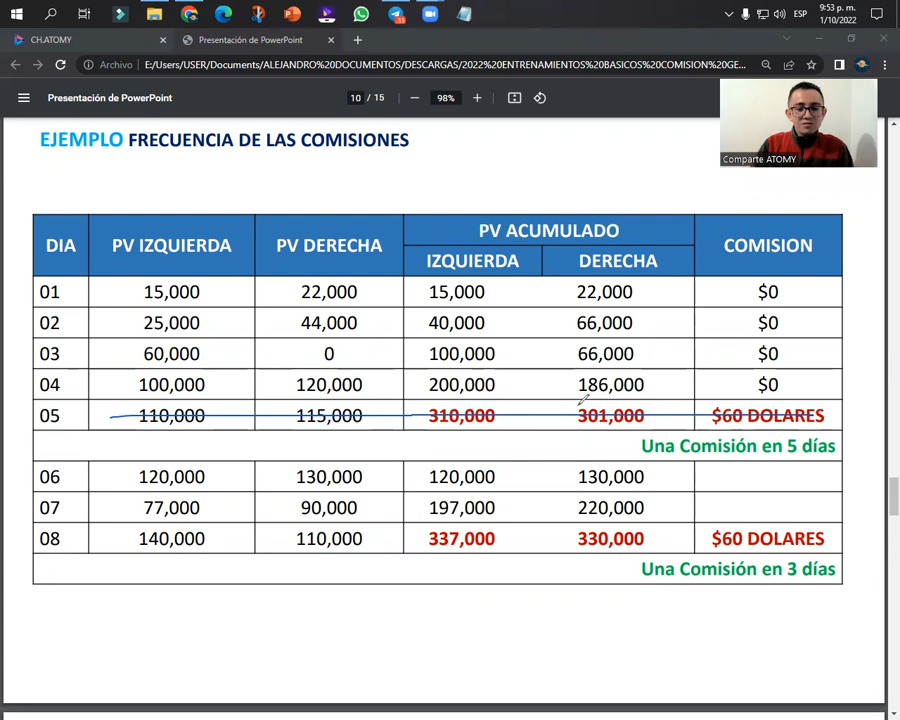 9:53 p. m.
ESP
1/10/2022
55
CH.ATOMY
Presentación de PowerPoint
Archivo
E:/Users/USER/Documents/ALEJANDRO%20DOCUMENTOS/DESCARGAS/2022%20ENTRENAMIENTOS%20BASICOS%20COMISION%20GE...
Presentación de PowerPoint
10 / 15
98%
Comparte ATOMY
EJEMPLO FRECUENCIA DE LAS COMISIONES
DIA PV IZQUIERDA PV DERECHA PV ACUMULADO COMISION
IZQUIERDA DERECHA
01 15,000 22,000 15,000 22,000 $0
02 25,000 44,000 40,000 66,000 $0
03 60,000 0 100,000 66,000 $0
04 100,000 120,000 200,000 186,000 $0
05 110,000 115,000 310,000 301,000 $60 DOLARES
Una Comisión en 5 días
06 120,000 130,000 120,000 130,000
07 77,000 90,000 197,000 220,000
08 140,000 110,000 337,000 330,000 $60 DOLARES
Una Comisión en 3 días